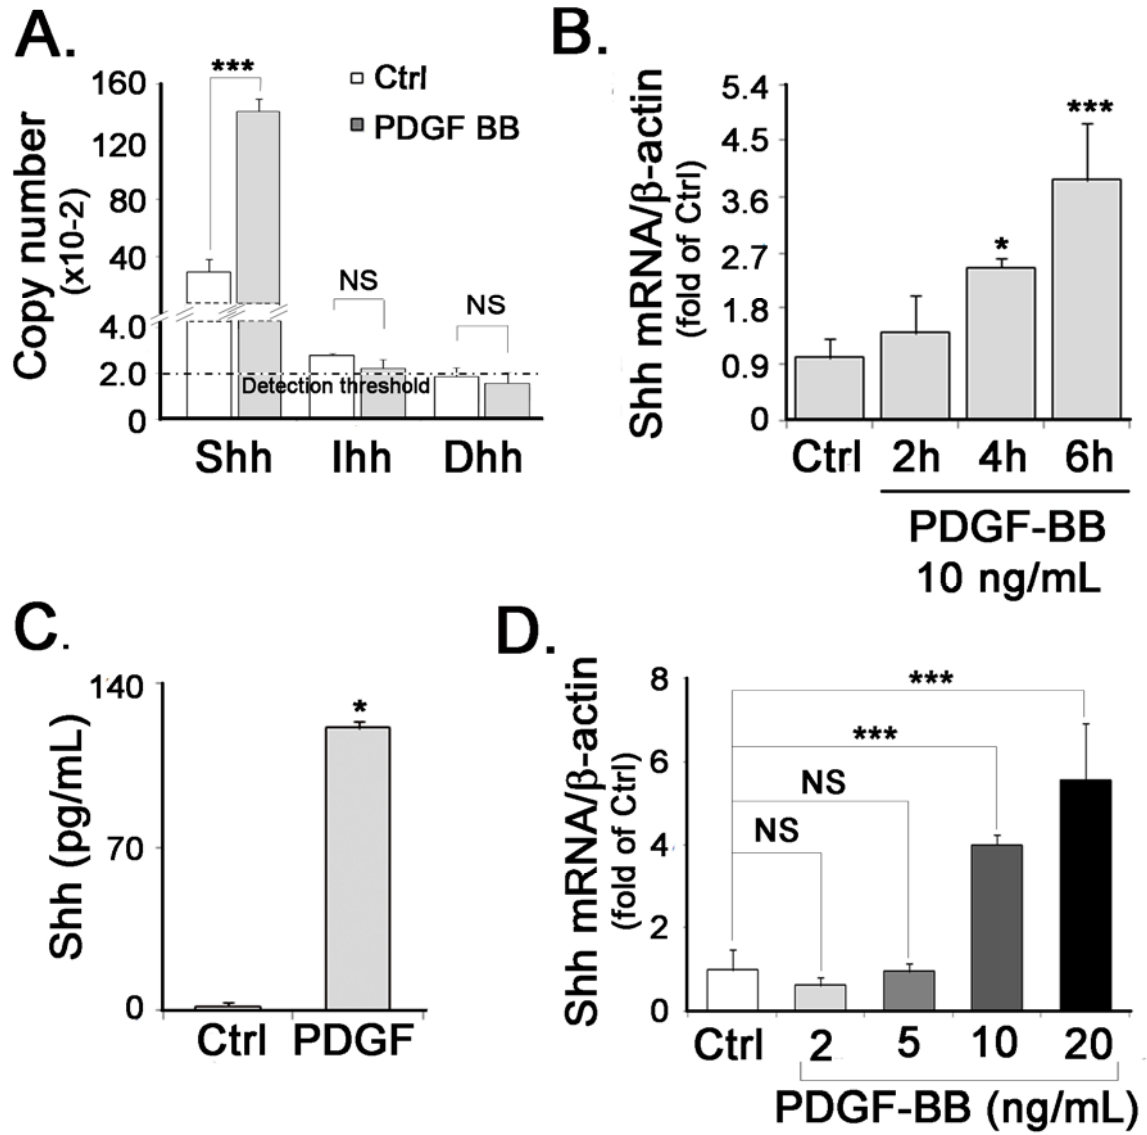 A.
***
Ctrl
PDGF BB
Copy number
(x10-2)
160
120
80
40
4.0
2.0
0
NS
NS
Detection threshold
Shh Ihh Dhh
B.
Shh mRNA/β-actin
(fold of Ctrl)
5.4
4.5
3.6
2.7
1.8
0.9
0
*
***
Ctrl 2h 4h 6h
PDGF-BB
10 ng/mL
C.
Shh (pg/mL)
140
70
0
*
Ctrl PDGF
D.
Shh mRNA/β-actin
(fold of Ctrl)
8
6
4
2
0
***
***
NS
NS
Ctrl 2 5 10 20
PDGF-BB (ng/mL)